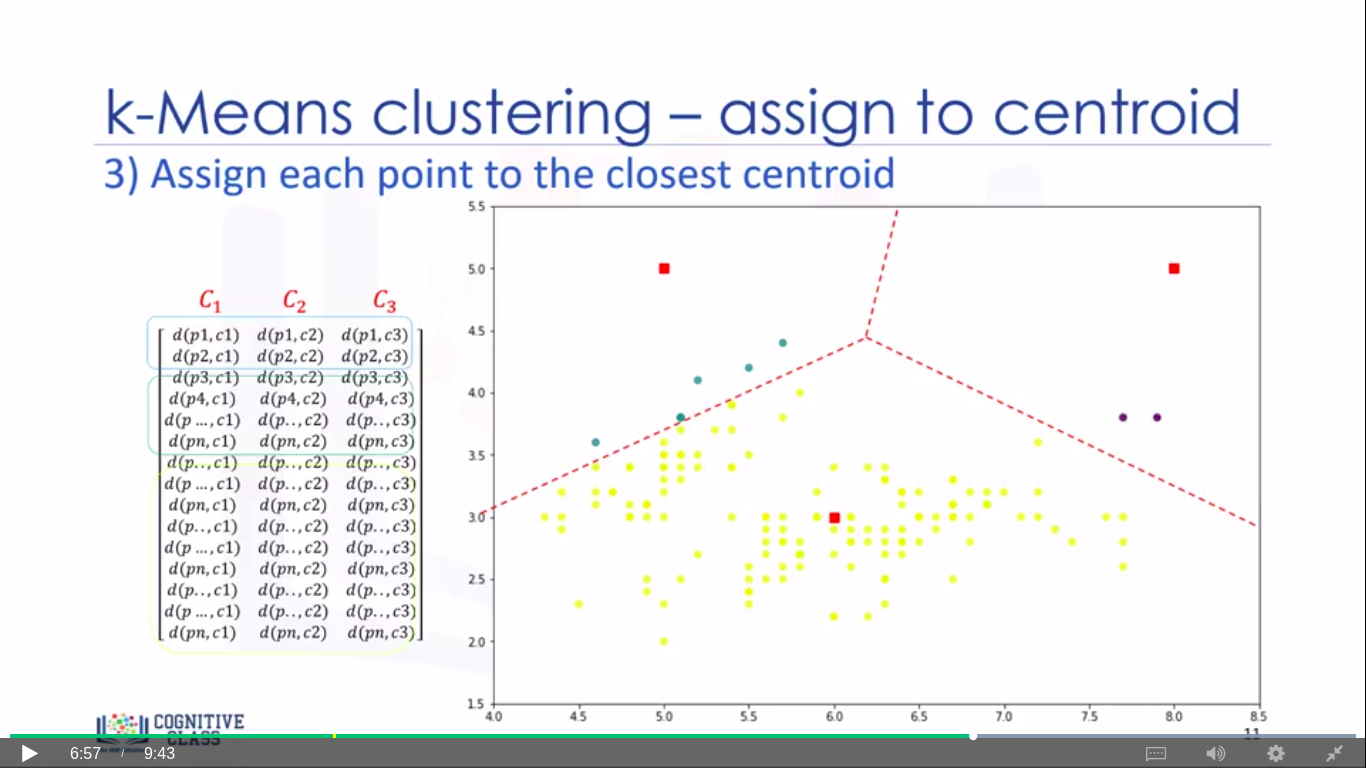 k-Means clustering – assign to centroid
3) Assign each point to the closest centroid
C1 C2 C3
d(p1,c1) d(p1,c2) d(p1,c3)
d(p2,c1) d(p2,c2) d(p2,c3)
d(p3,c1) d(p3,c2) d(p3,c3)
d(p4,c1) d(p4,c2) d(p4,c3)
d(p ...,c1) d(p..,c2) d(p..,c3)
d(pn,c1) d(pn,c2) d(pn,c3)
d(p..,c1) d(p..,c2) d(p..,c3)
d(p ...,c1) d(p..,c2) d(p..,c3)
d(pn,c1) d(pn,c2) d(pn,c3)
d(p..,c1) d(p..,c2) d(p..,c3)
d(p ...,c1) d(p..,c2) d(p..,c3)
d(pn,c1) d(pn,c2) d(pn,c3)
d(p..,c1) d(p..,c2) d(p..,c3)
d(p ...,c1) d(p..,c2) d(p..,c3)
d(pn,c1) d(pn,c2) d(pn,c3)
5.5
5.0
4.5
4.0
3.5
3.0
2.5
2.0
1.5
4.0 4.5 5.0 5.5 6.0 6.5 7.0 7.5 8.0 8.5
COGNITIVE
CLASS
11
6:57 / 9:43